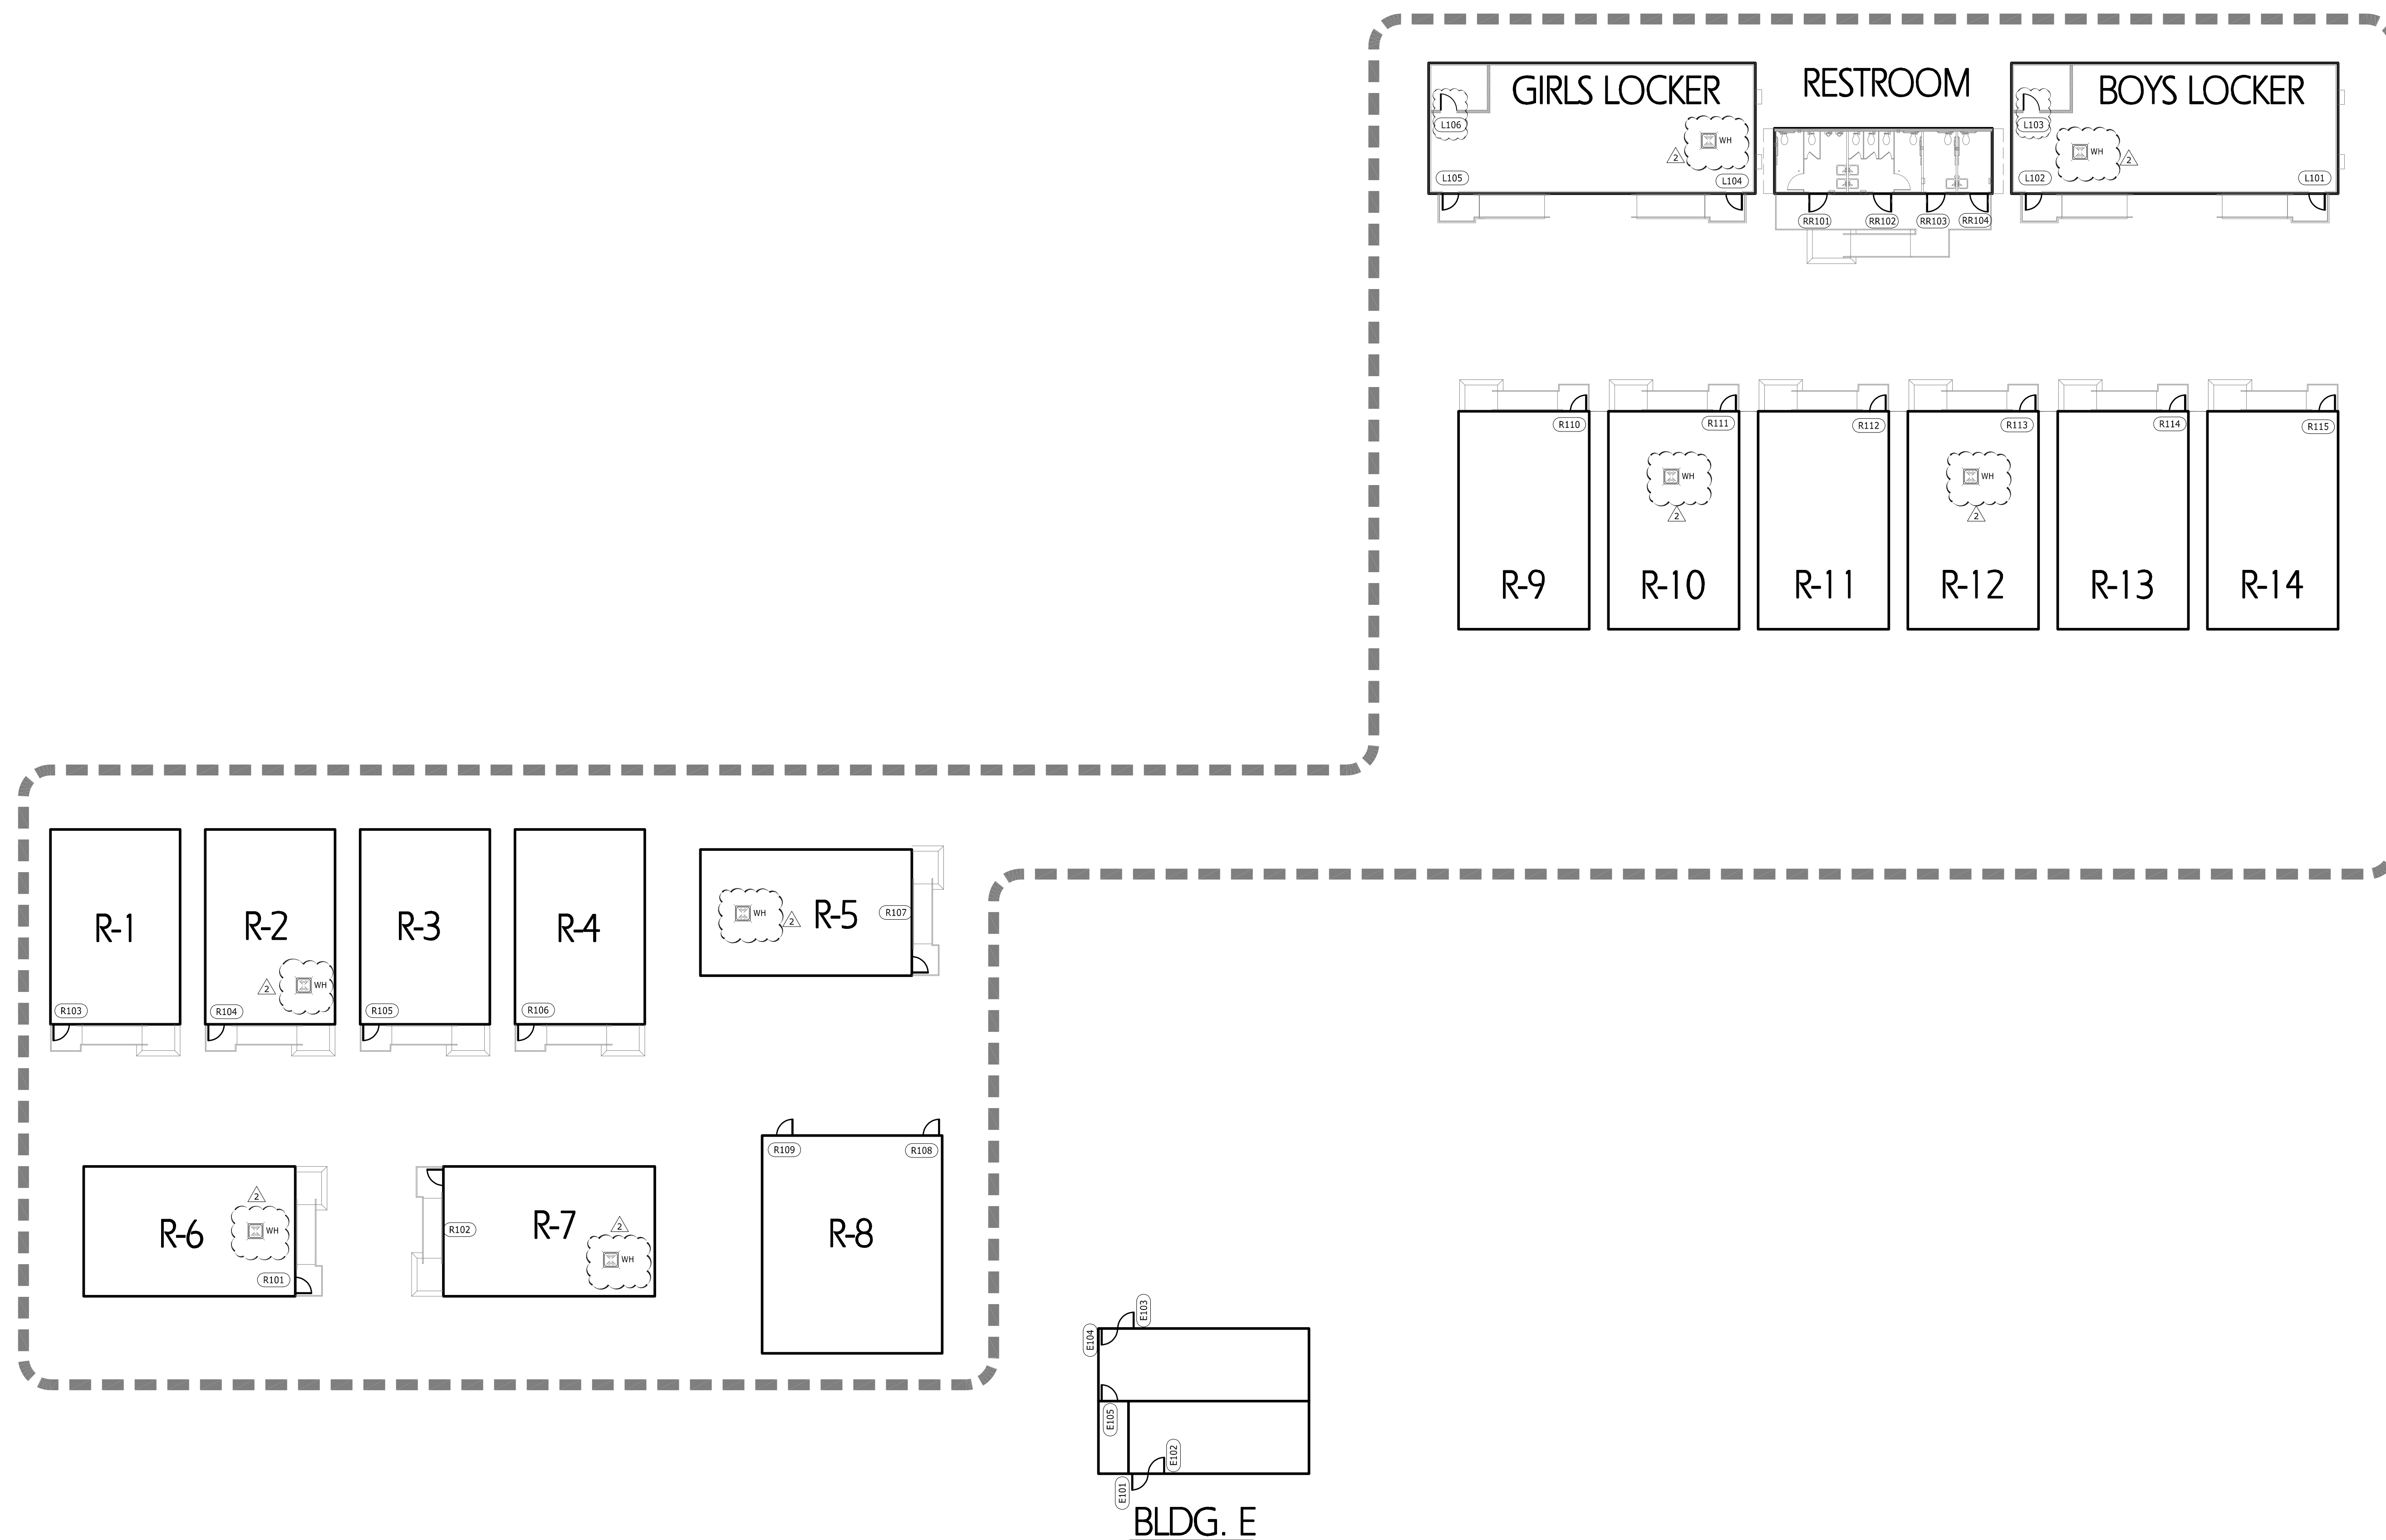 GIRLS LOCKER
RESTROOM
BOYS LOCKER
L106
WH
2
L105
L104
L103
WH
2
L102
L101
RR101
RR102
RR103
RR104
R110
R111
R112
R113
R114
R115
WH
2
WH
2
R-9
R-10
R-11
R-12
R-13
R-14
R-1
R-2
R-3
R-4
R-5
WH
2
R107
WH
2
R103
R104
R105
R106
R109
R108
2
WH
R-6
R101
R102
R-7
2
WH
R-8
E103
E104
E105
E102
E101
BLDG. E